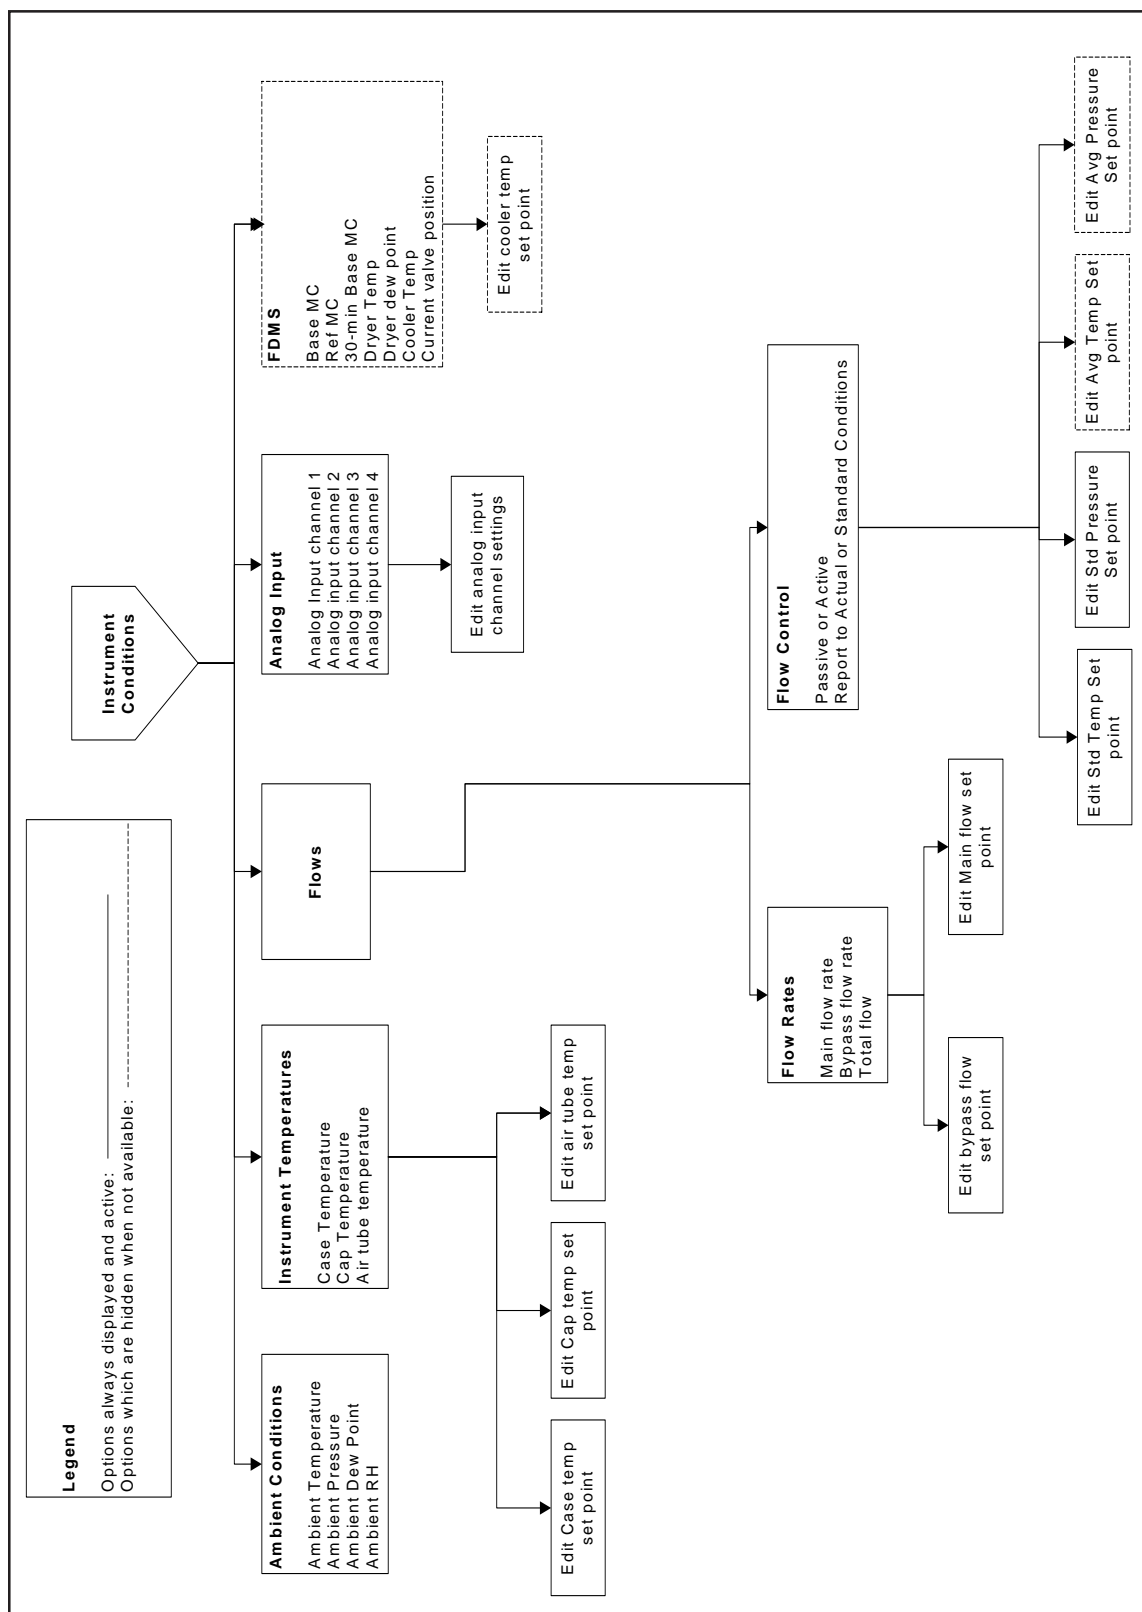 Legend
Options always displayed and active:
Options which are hidden when not available:
Instrument
Conditions
Ambient Conditions
Ambient Temperature
Ambient Pressure
Ambient Dew Point
Ambient RH
Instrument Temperatures
Case Temperature
Cap Temperature
Air tube temperature
Flows
Analog Input
Analog Input channel 1
Analog input channel 2
Analog input channel 3
Analog input channel 4
FDMS
Base MC
Ref MC
30-min Base MC
Dryer Temp
Dryer dew point
Cooler Temp
Current valve position
Edit Case temp
set point
Edit Cap temp set
point
Edit air tube temp
set point
Edit analog input
channel settings
Edit cooler temp
set point
Flow Rates
Main flow rate
Bypass flow rate
Total flow
Flow Control
Passive or Active
Report to Actual or Standard Conditions
Edit bypass flow
set point
Edit Main flow set
point
Edit Std Temp Set
point
Edit Std Pressure
Set point
Edit Avg Temp Set
point
Edit Avg Pressure
Set point